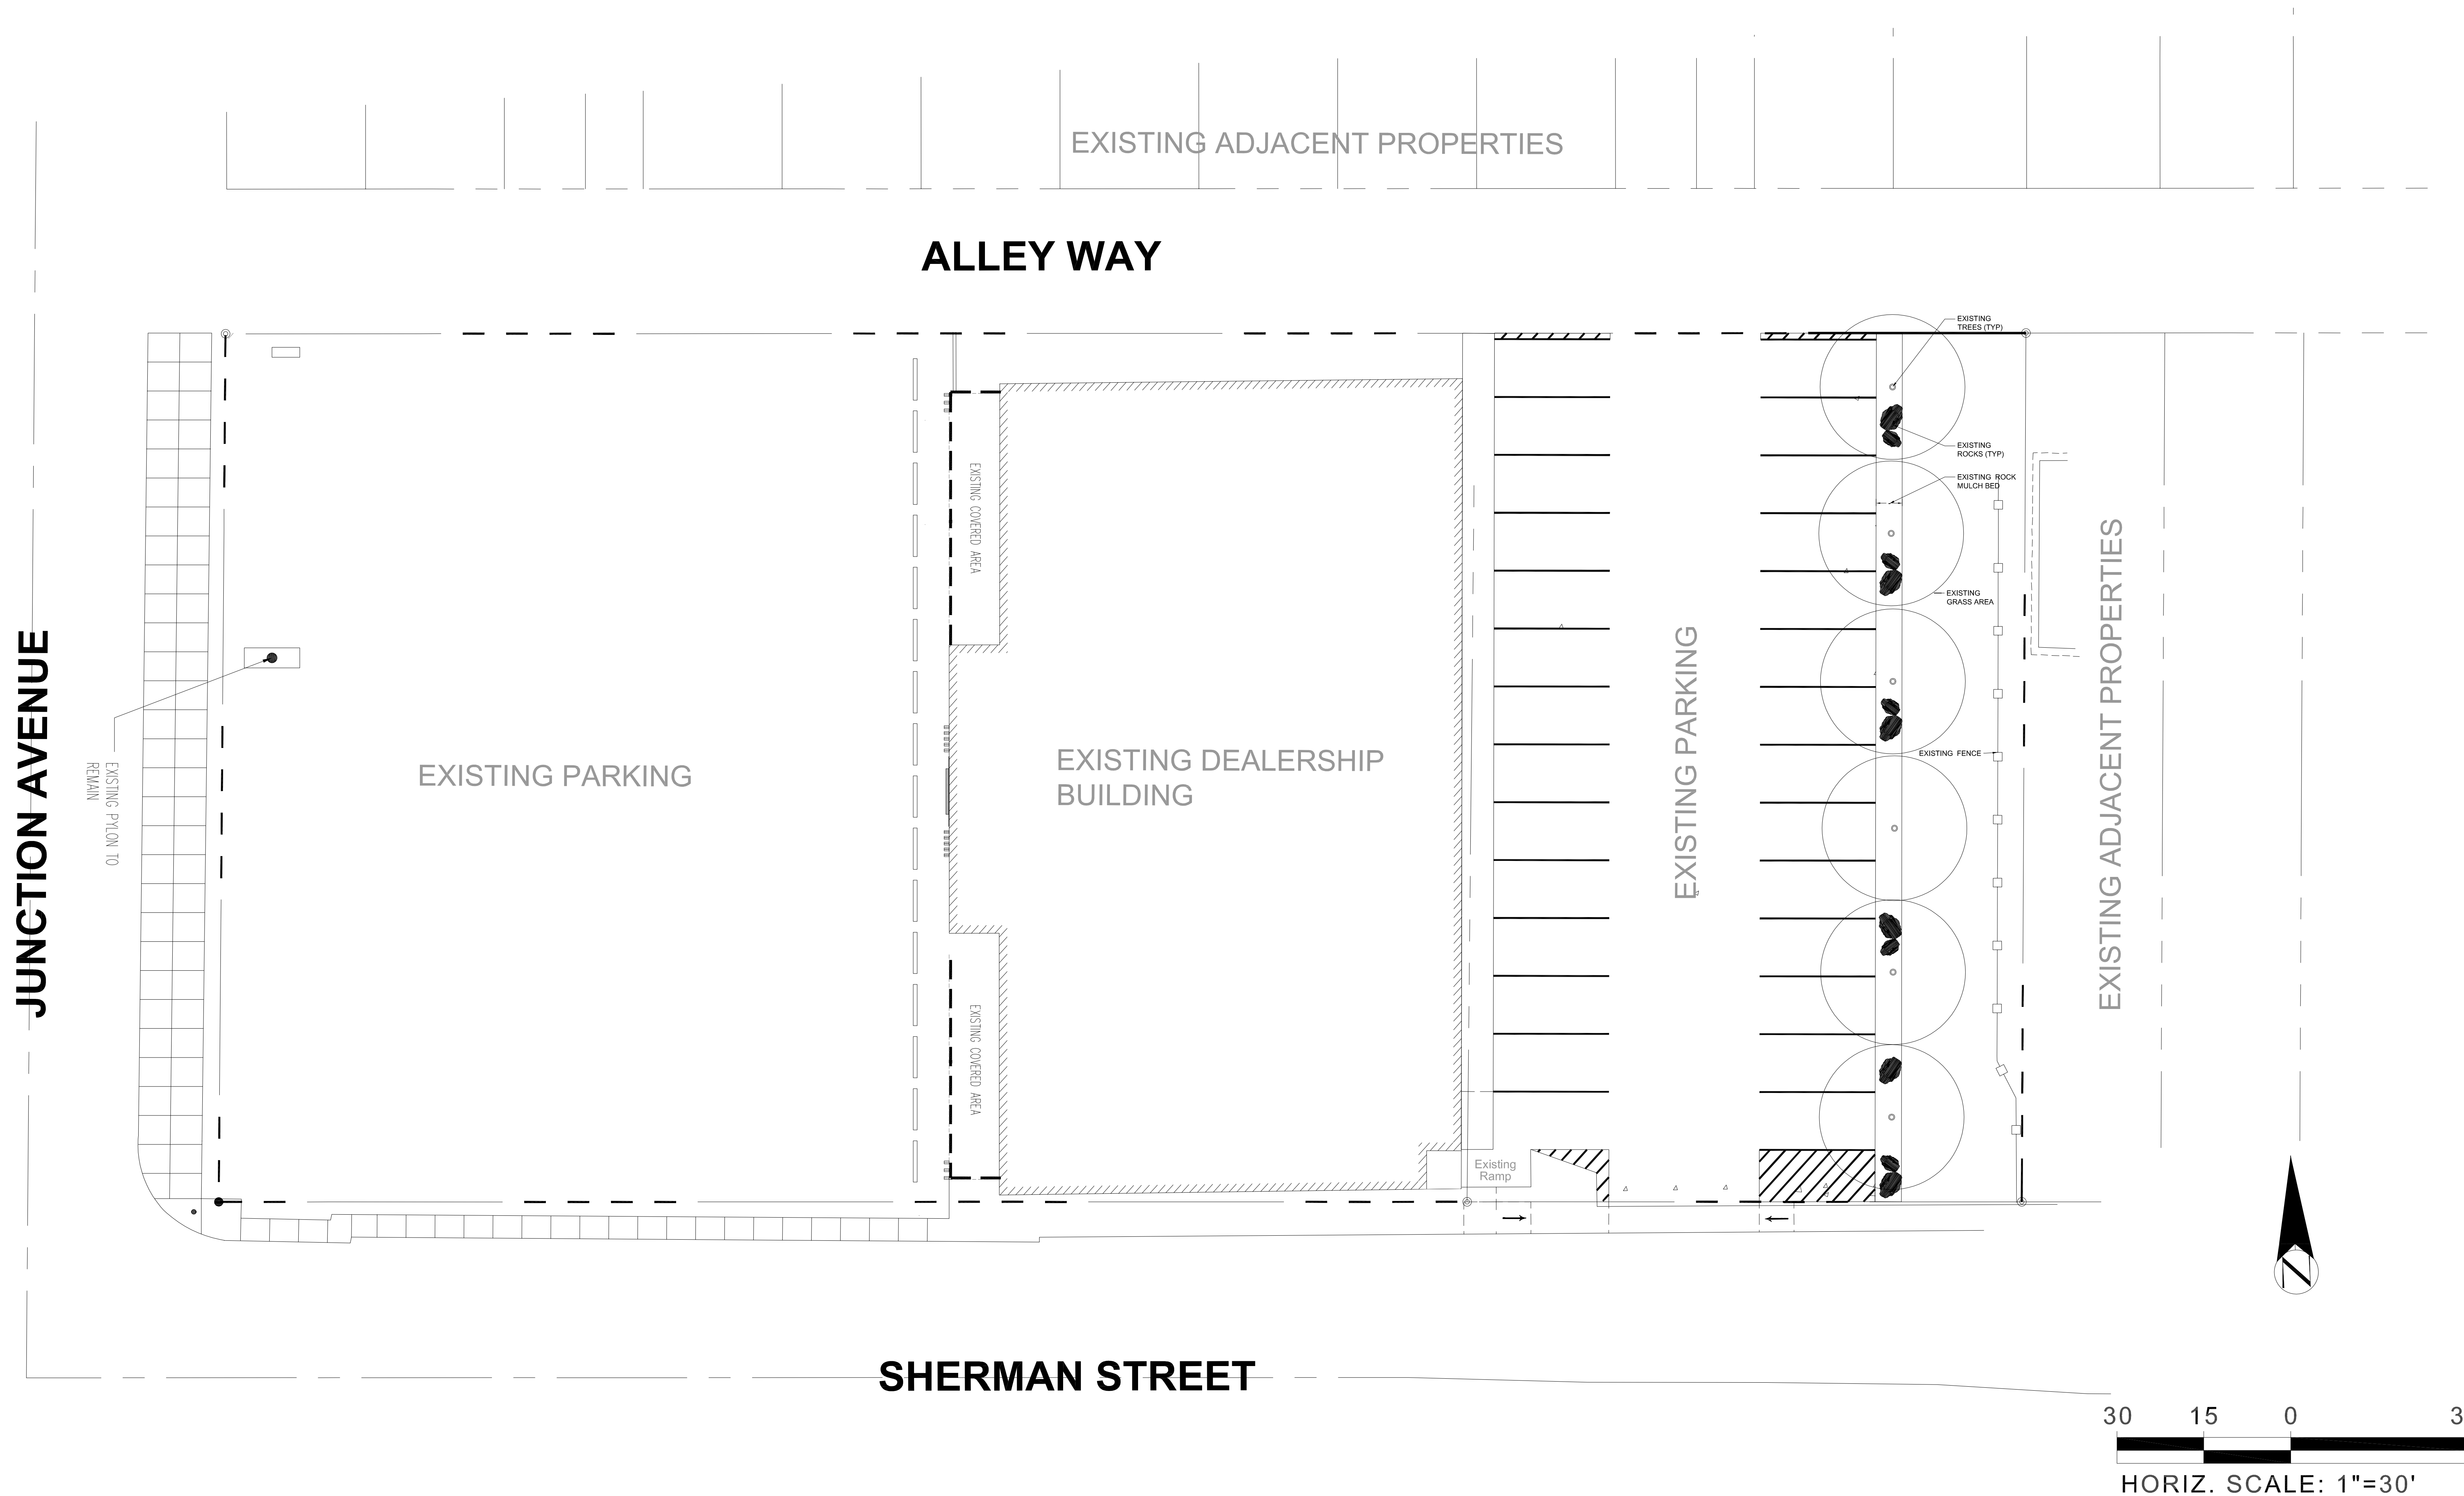 EXISTING ADJACENT PROPERTIES
ALLEY WAY
EXISTING
TREES (TYP)
EXISTING
ROCKS (TYP)
EXISTING ROCK
MULCH BED
EXISTING COVERED AREA
EXISTING
GRASS AREA
EXISTING ADJACENT PROPERTIES
JUNCTION AVENUE
EXISTING PYLON TO
REMAIN
EXISTING PARKING
EXISTING DEALERSHIP
BUILDING
EXISTING PARKING
EXISTING FENCE
EXISTING COVERED AREA
Existing
Ramp
N
SHERMAN STREET
30 15 0 3
HORIZ. SCALE: 1"=30'